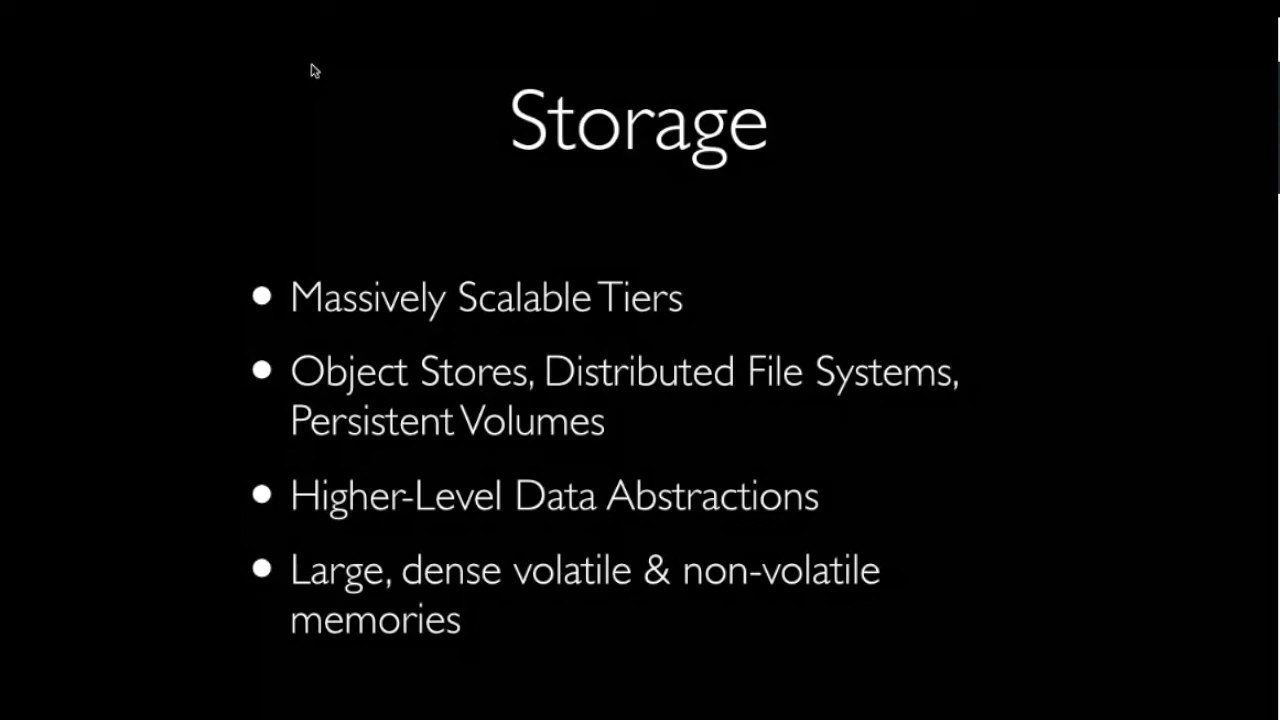 Storage
• Massively Scalable Tiers
• Object Stores, Distributed File Systems,
Persistent Volumes
• Higher-Level Data Abstractions
• Large, dense volatile & non-volatile
memories